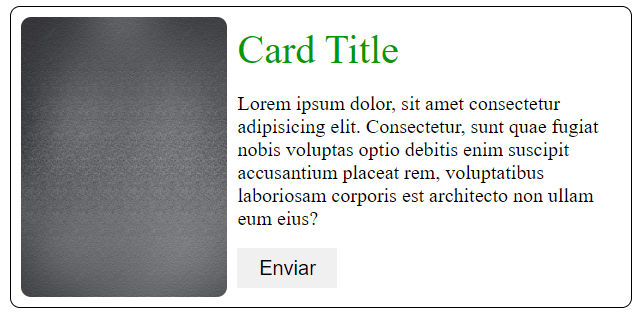 Card Title
Lorem ipsum dolor, sit amet consectetur
adipisicing elit. Consectetur, sunt quae fugiat
nobis voluptas optio debitis enim suscipit
accusantium placeat rem, voluptatibus
laboriosam corporis est architecto non ullam
eum eius?
Enviar